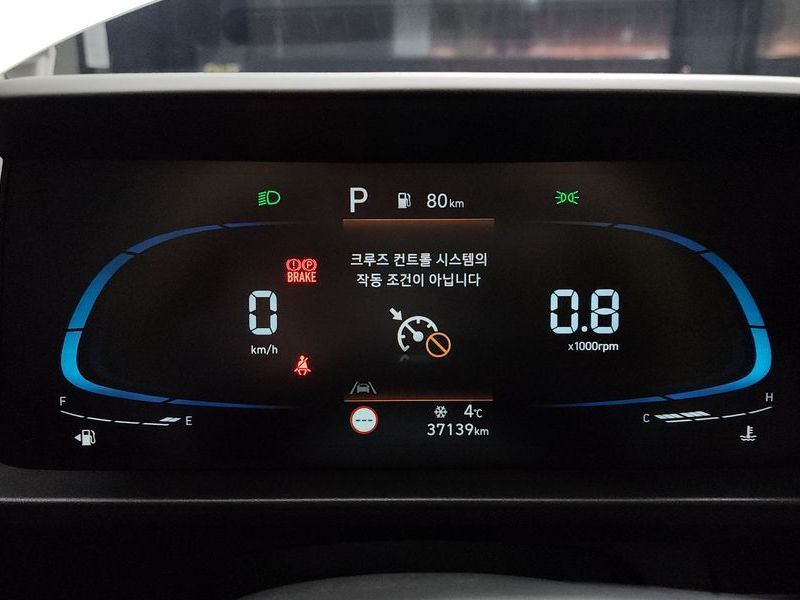 P 80km
크루즈 컨트롤 시스템의
작동 조건이 아닙니다
P
BRAKE
0
km/h
0.8
x1000rpm
F E
C H
--- 4℃
37139km